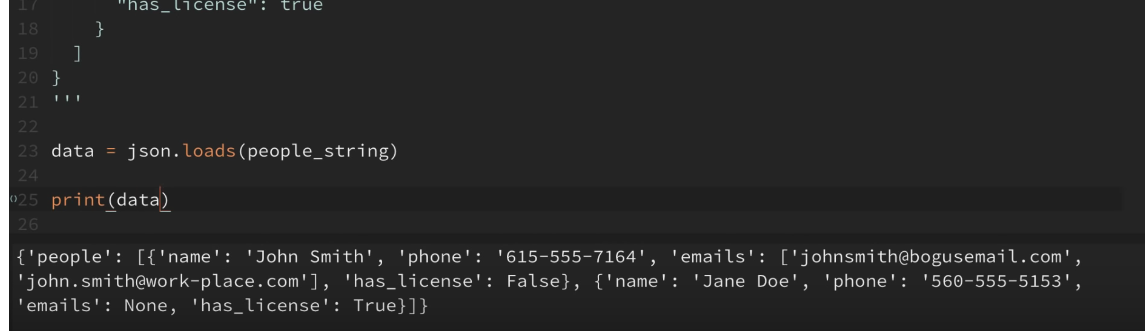 17 "has_license": true
18 }
19 ]
20 }
21 '''
22
23 data = json.loads(people_string)
24
25 print(data)
26
{'people': [{'name': 'John Smith', 'phone': '615-555-7164', 'emails': ['johnsmith@bogusemail.com',
'john.smith@work-place.com'], 'has_license': False}, {'name': 'Jane Doe', 'phone': '560-555-5153',
'emails': None, 'has_license': True}]}